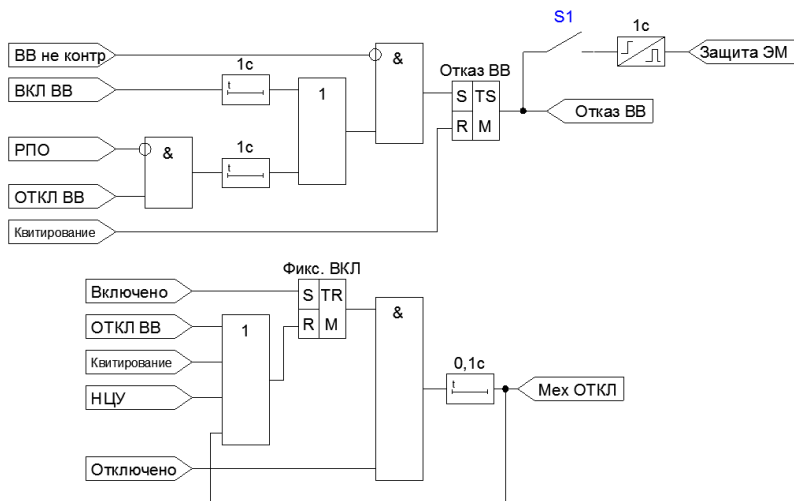 S1
1с
ВВ не контр
&
Защита ЭМ
1с
Отказ ВВ
ВКЛ ВВ
t
1
S TS
Отказ ВВ
R M
РПО
&
1с
t
ОТКЛ ВВ
Квитирование
Фикс. ВКЛ
Включено
S TR
&
ОТКЛ ВВ
1
R M
Квитирование
0,1с
t
Мех ОТКЛ
НЦУ
Отключено